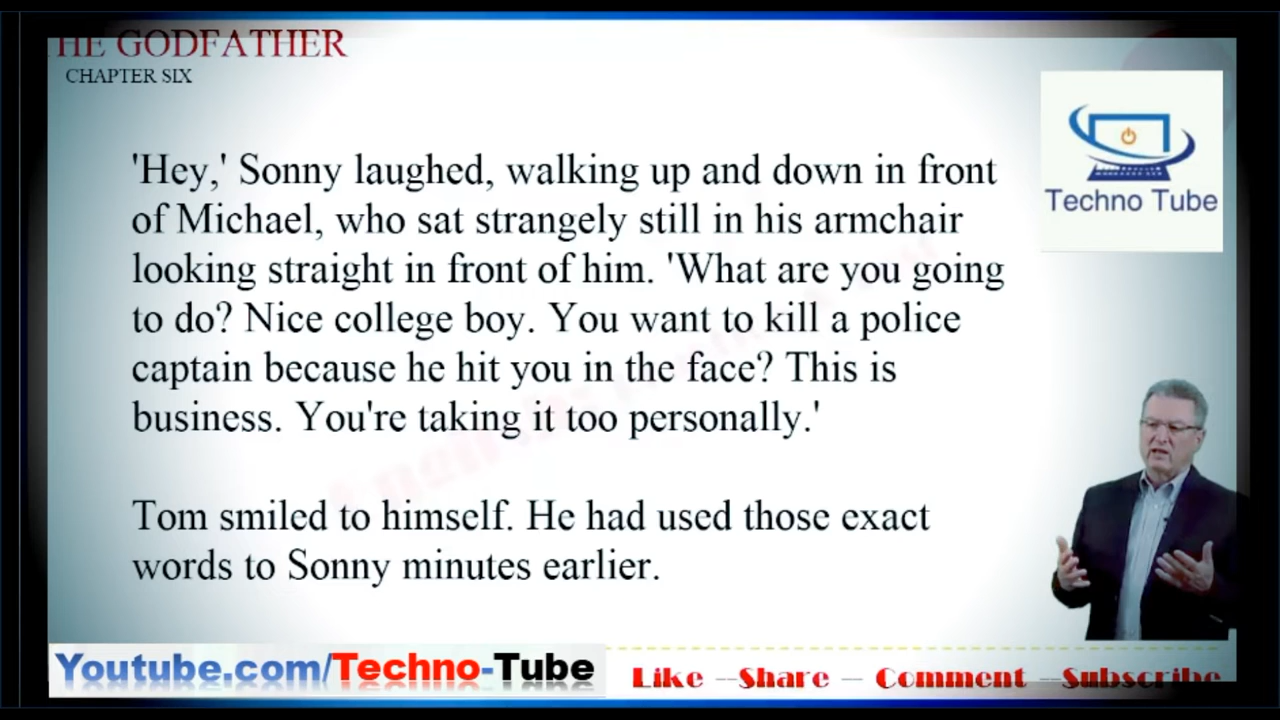 HE GODFATHER
CHAPTER SIX
'Hey,' Sonny laughed, walking up and down in front
of Michael, who sat strangely still in his armchair
looking straight in front of him. 'What are you going
to do? Nice college boy. You want to kill a police
captain because he hit you in the face? This is
business. You're taking it too personally.'
Tom smiled to himself. He had used those exact
words to Sonny minutes earlier.
Techno Tube
Youtube.com/Techno-Tube
Like --Share -- Comment --Subscribe